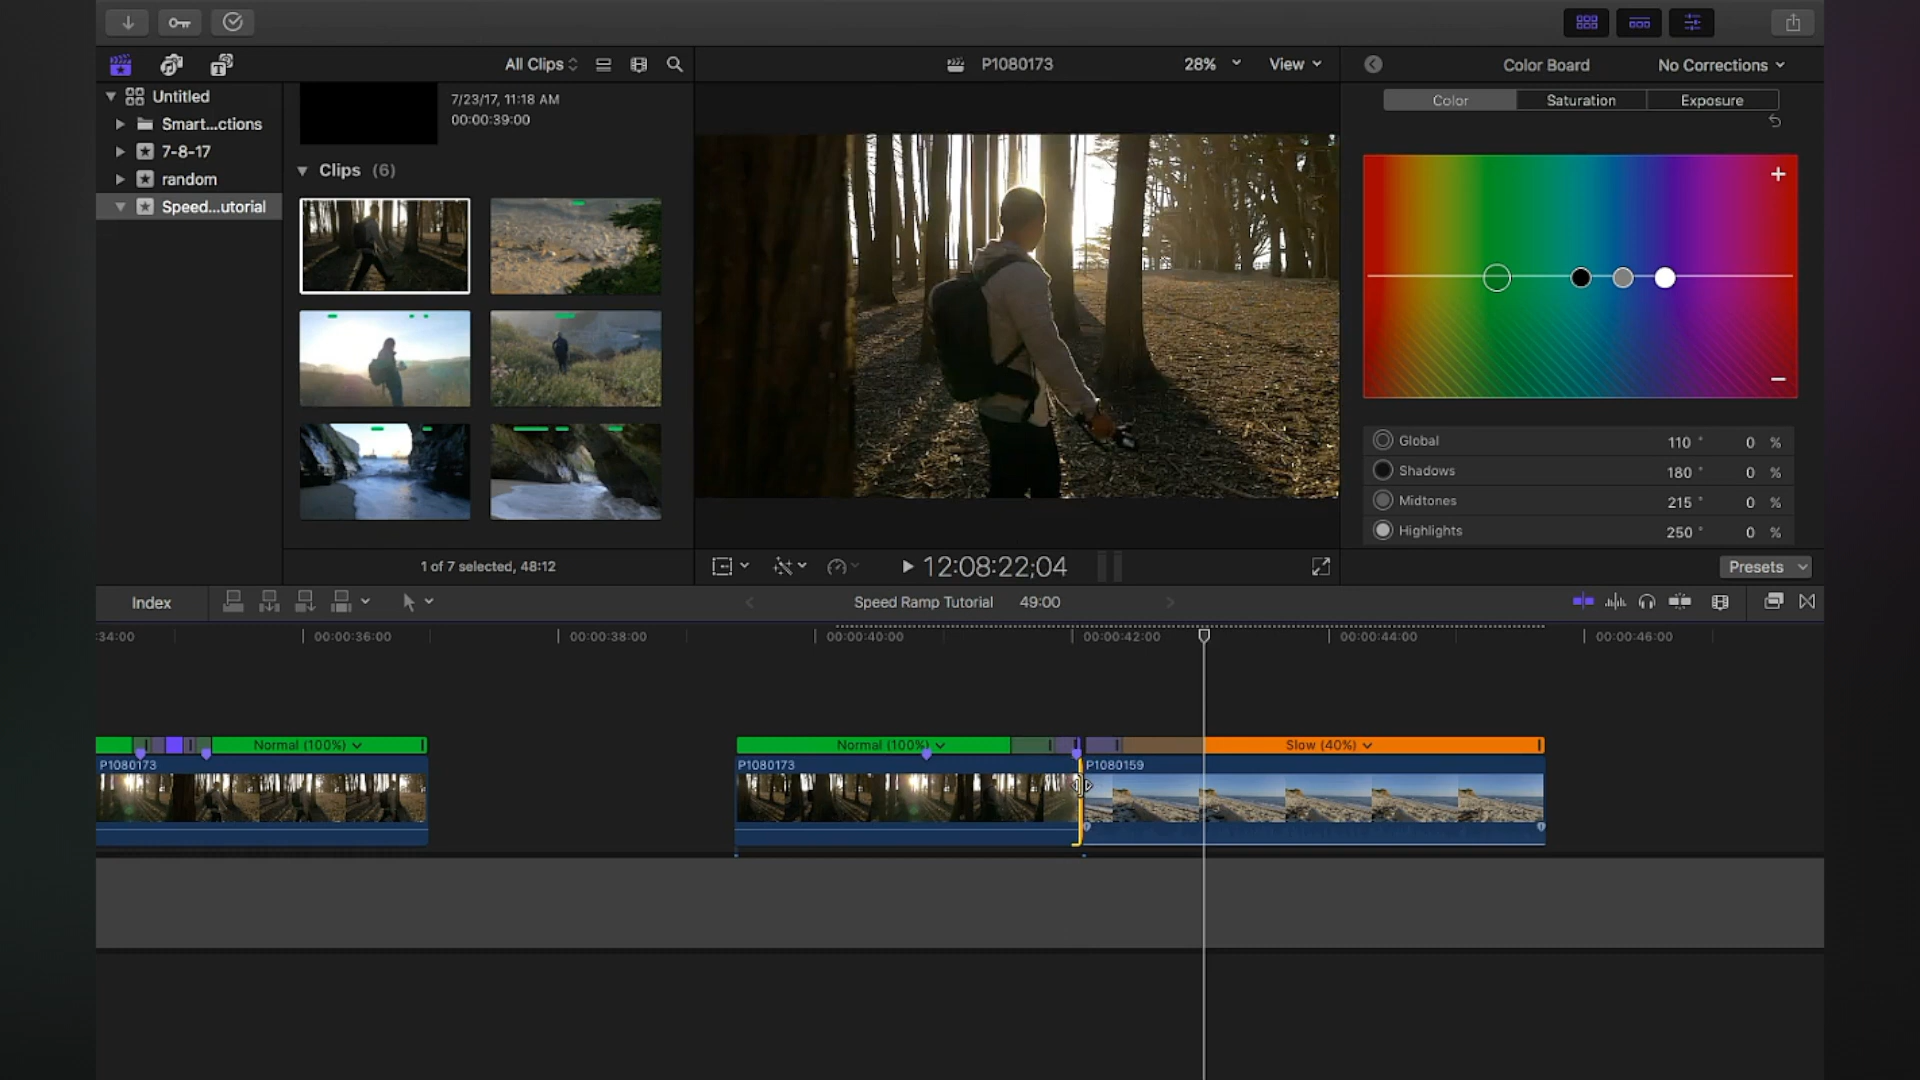 All Clips
P1080173
28%
View
Color Board
No Corrections
Untitled
Smart...ctions
7-8-17
random
Speed...utorial
7/23/17, 11:18 AM
00:00:39:00
Clips (6)
1 of 7 selected, 48:12
12:08:22;04
Color
Saturation
Exposure
+
−
Global 110 ° 0 %
Shadows 180 ° 0 %
Midtones 215 ° 0 %
Highlights 250 ° 0 %
Presets
Index
Speed Ramp Tutorial 49:00
:34:00
00:00:36:00
00:00:38:00
00:00:40:00
00:00:42:00
00:00:44:00
00:00:46:00
Normal (100%)
P1080173
Normal (100%)
P1080173
Slow (40%)
P1080159